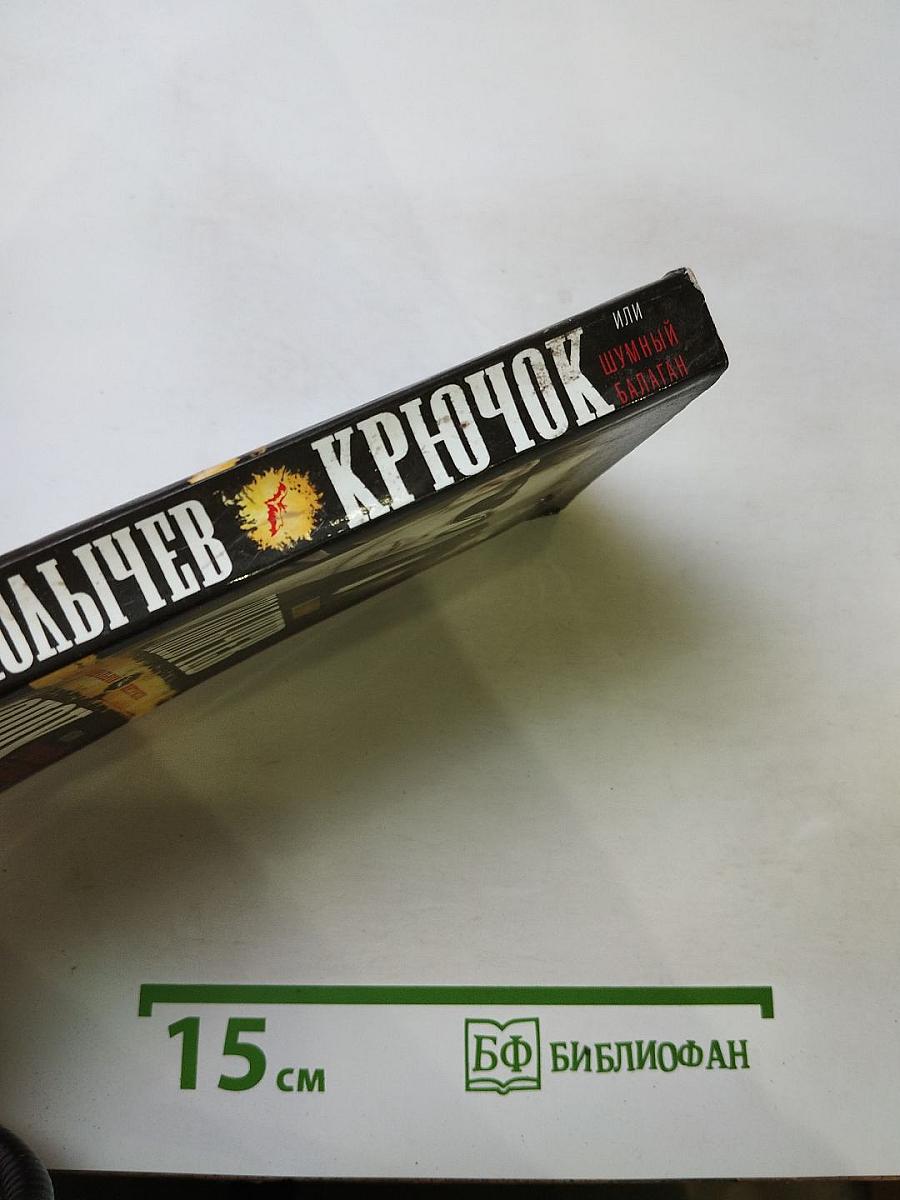 ОЛЫЧЕВ КРЮЧОК
ИЛИ
ШУМНЫЙ
БАЛАГАН
15 см
БФ БИБЛИОФАН